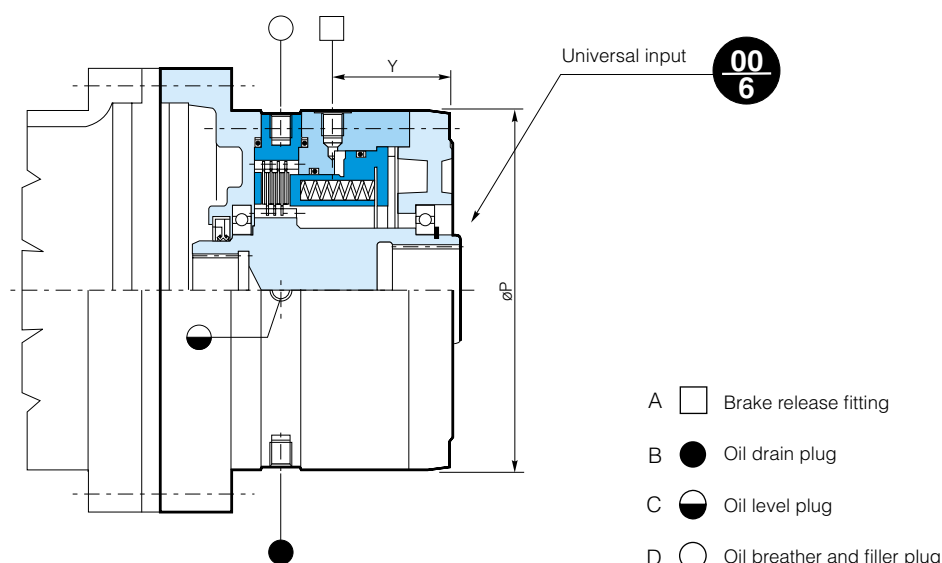 Y
Universal input
00
6
øP
A Brake release fitting
B Oil drain plug
C Oil level plug
D Oil breather and filler plug